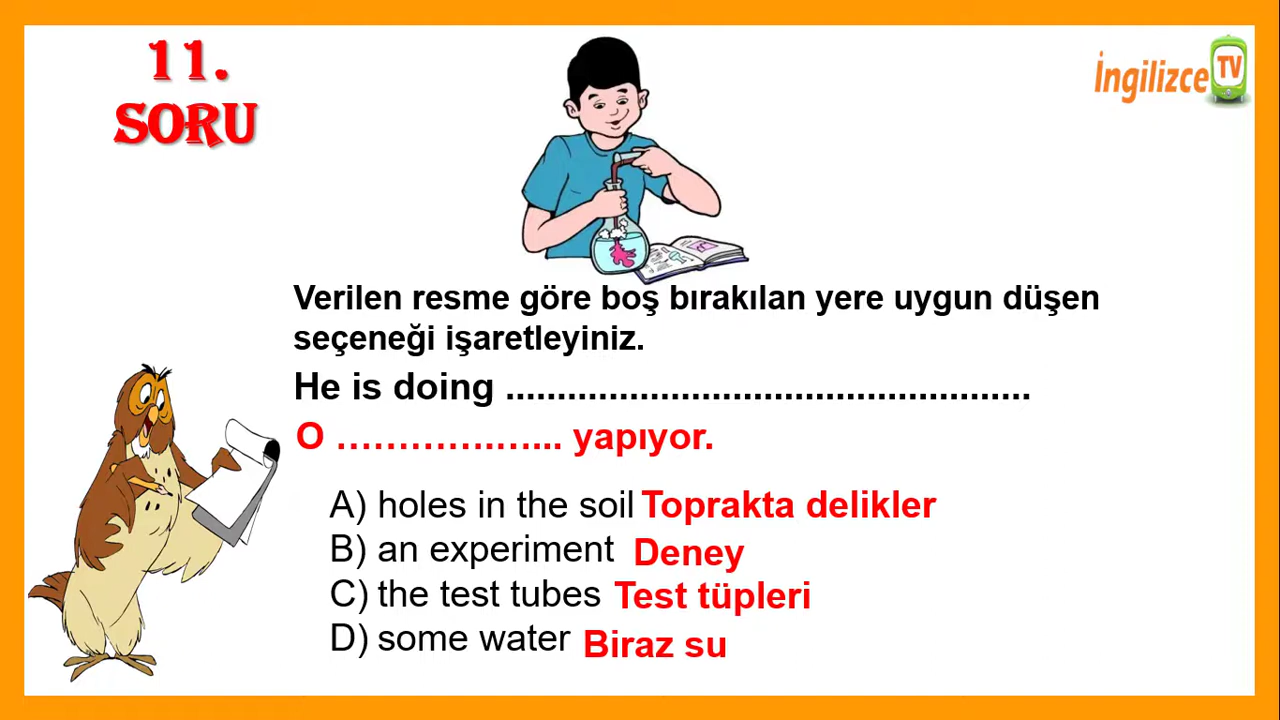 11.
SORU
İngilizce TV
Verilen resme göre boş bırakılan yere uygun düşen
seçeneği işaretleyiniz.
He is doing ...................................................
O ………….…... yapıyor.
A) holes in the soil Toprakta delikler
B) an experiment Deney
C) the test tubes Test tüpleri
D) some water Biraz su